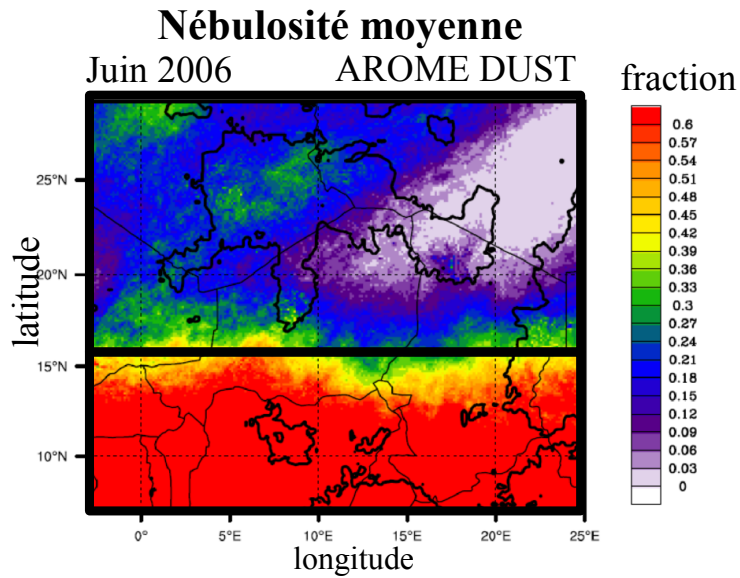 Nébulosité moyenne
Juin 2006 AROME DUST
fraction
0.6
0.57
0.54
0.51
0.48
0.45
0.42
0.39
0.36
0.33
0.3
0.27
0.24
0.21
0.18
0.15
0.12
0.09
0.06
0.03
0
25°N
20°N
15°N
10°N
latitude
0° 5°E 10°E 15°E 20°E 25°E
longitude